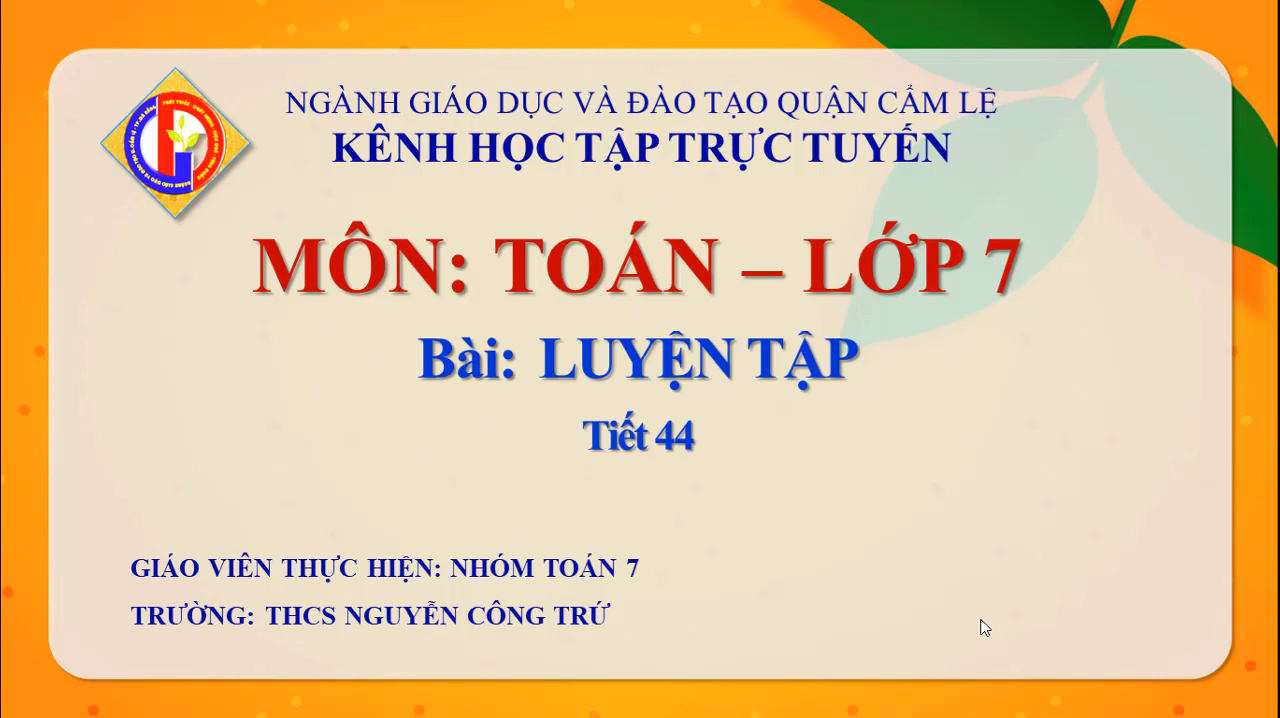 NGÀNH GIÁO DỤC VÀ ĐÀO TẠO QUẬN CẨM LỆ
KÊNH HỌC TẬP TRỰC TUYẾN
MÔN: TOÁN – LỚP 7
Bài: LUYỆN TẬP
Tiết 44
GIÁO VIÊN THỰC HIỆN: NHÓM TOÁN 7
TRƯỜNG: THCS NGUYỄN CÔNG TRỨ